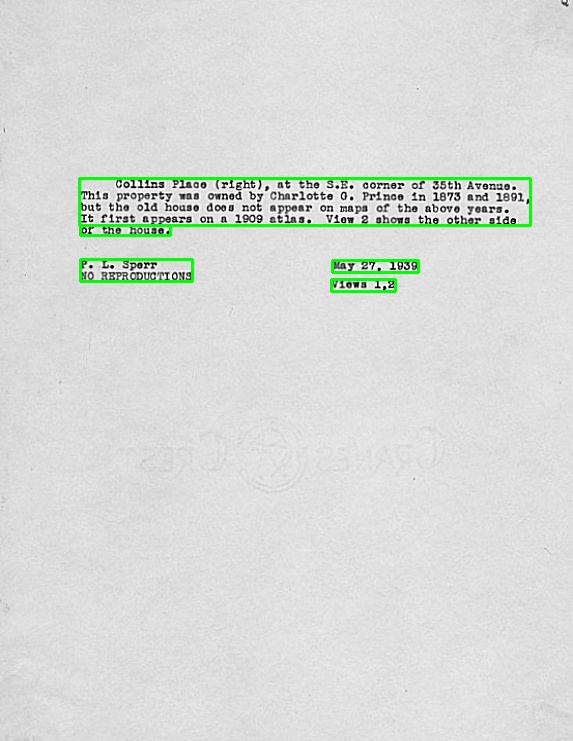 Collins Place (right), at the S.E. corner of 35th Avenue.
This property was owned by Charlotte G. Prince in 1873 and 1891,
but the old house does not appear on maps of the above years.
It first appears on a 1909 atlas. View 2 shows the other side
of the house.
P. L. Sperr
May 27, 1939
NO REPRODUCTIONS
Views 1,2
CRANE'S CREST